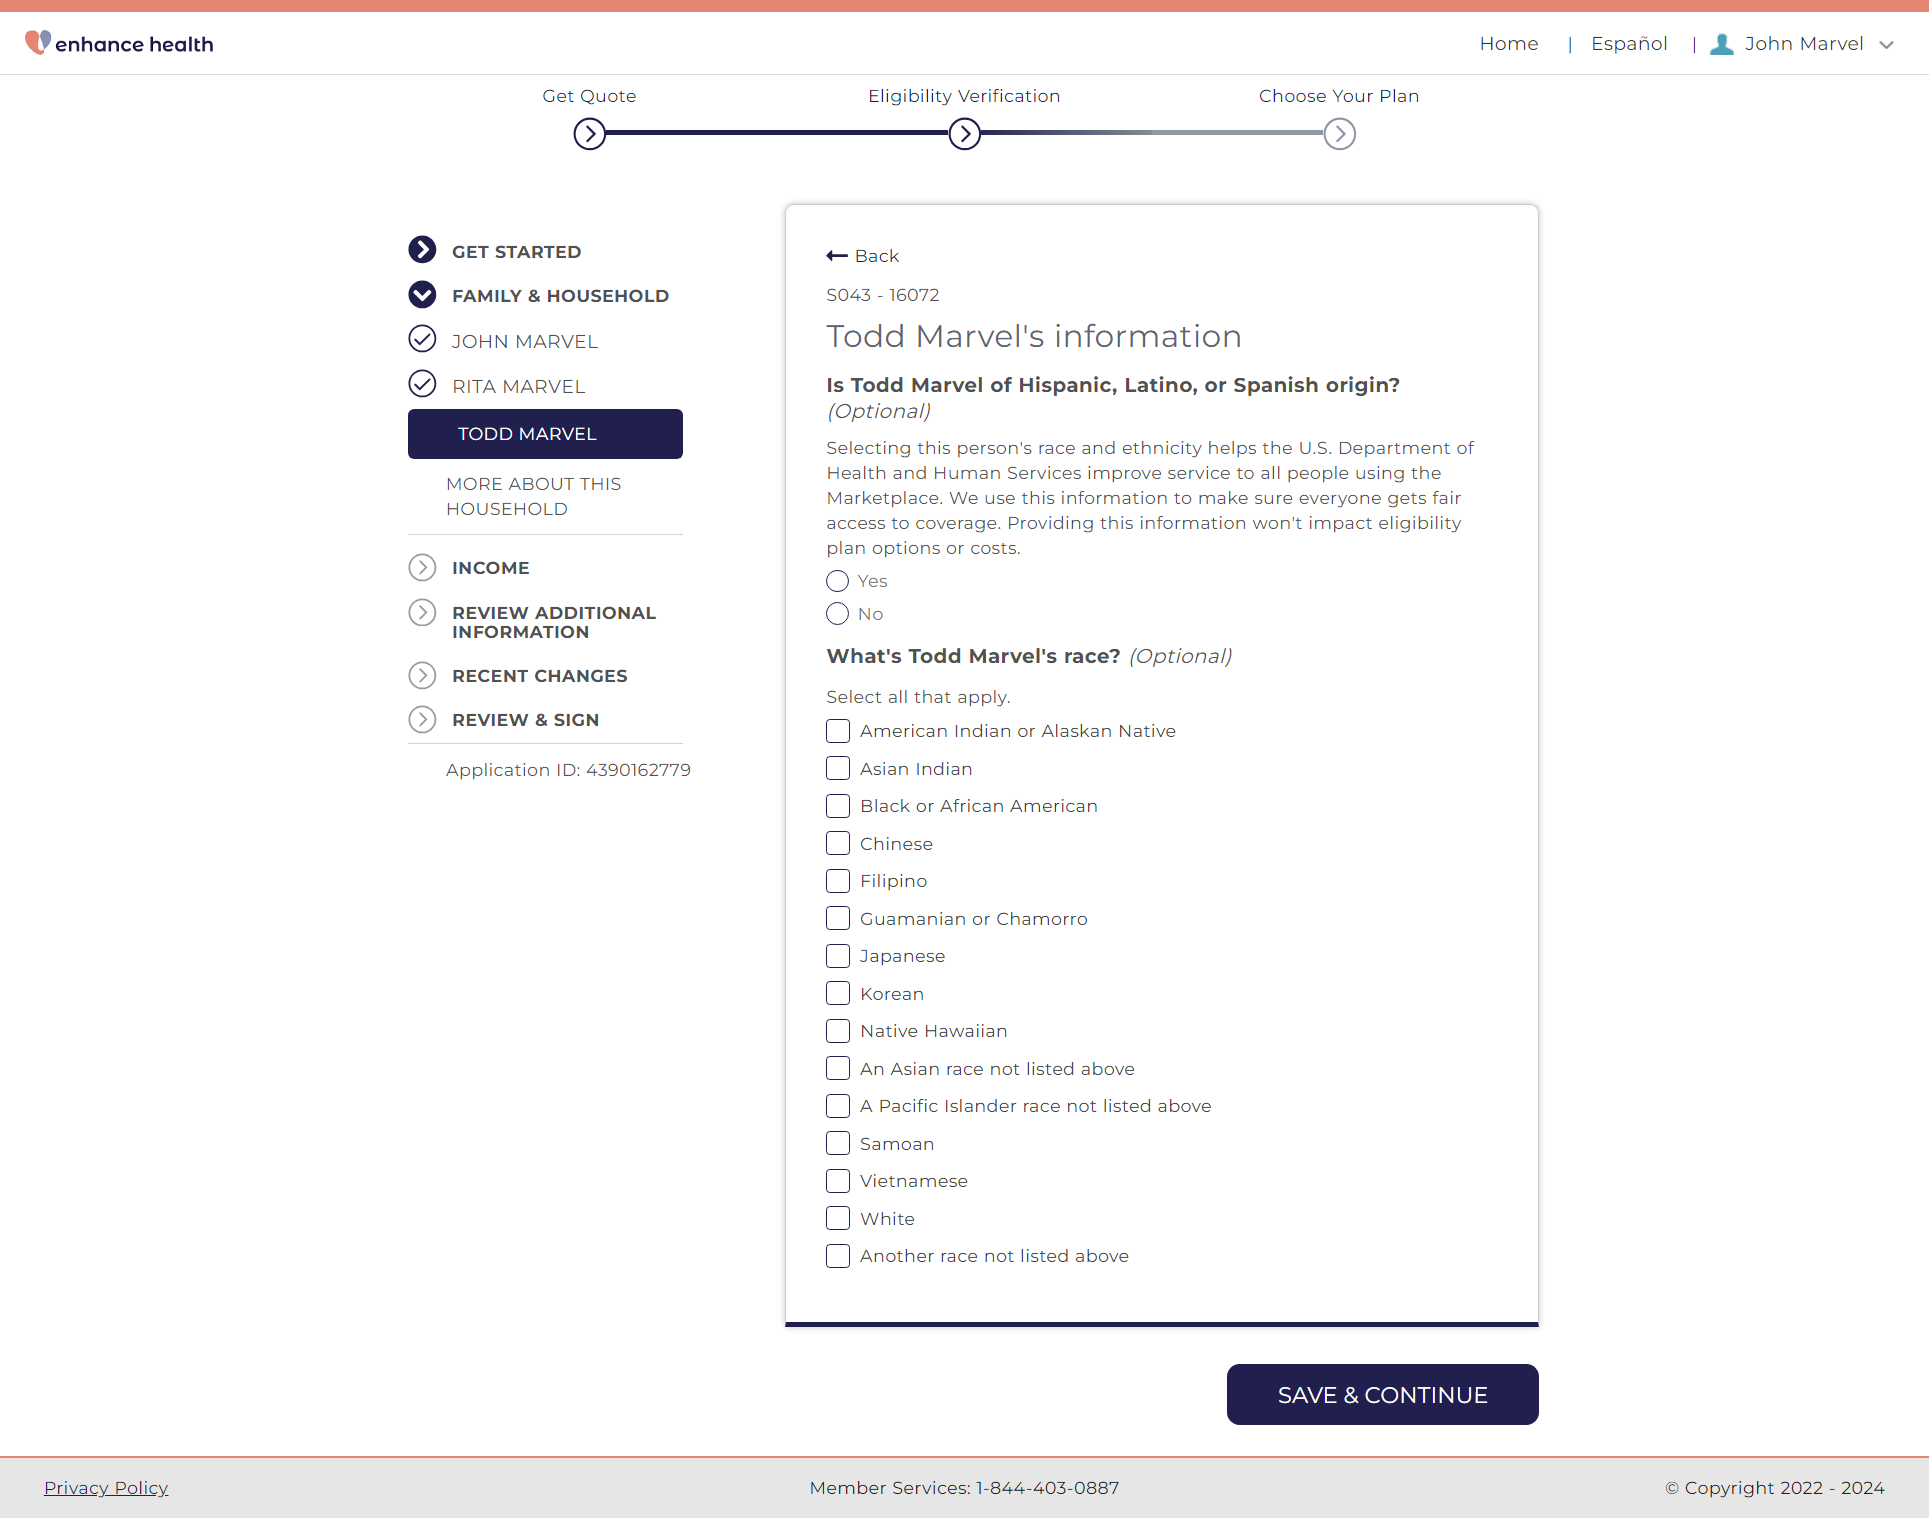 enhance health
Home | Español | John Marvel
Get Quote
Eligibility Verification
Choose Your Plan
GET STARTED
FAMILY & HOUSEHOLD
JOHN MARVEL
RITA MARVEL
TODD MARVEL
MORE ABOUT THIS
HOUSEHOLD
INCOME
REVIEW ADDITIONAL
INFORMATION
RECENT CHANGES
REVIEW & SIGN
Application ID: 4390162779
Back
S043 - 16072
Todd Marvel's information
Is Todd Marvel of Hispanic, Latino, or Spanish origin?
(Optional)
Selecting this person's race and ethnicity helps the U.S. Department of
Health and Human Services improve service to all people using the
Marketplace. We use this information to make sure everyone gets fair
access to coverage. Providing this information won't impact eligibility
plan options or costs.
Yes
No
What's Todd Marvel's race? (Optional)
Select all that apply.
American Indian or Alaskan Native
Asian Indian
Black or African American
Chinese
Filipino
Guamanian or Chamorro
Japanese
Korean
Native Hawaiian
An Asian race not listed above
A Pacific Islander race not listed above
Samoan
Vietnamese
White
Another race not listed above
SAVE & CONTINUE
Privacy Policy
Member Services: 1-844-403-0887
© Copyright 2022 - 2024